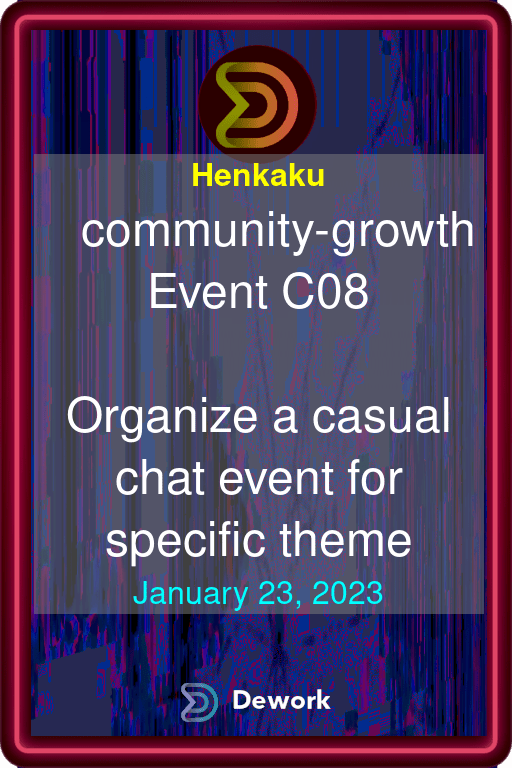 Henkaku
community-growth
Event C08
Organize a casual
chat event for
specific theme
January 23, 2023
Dework